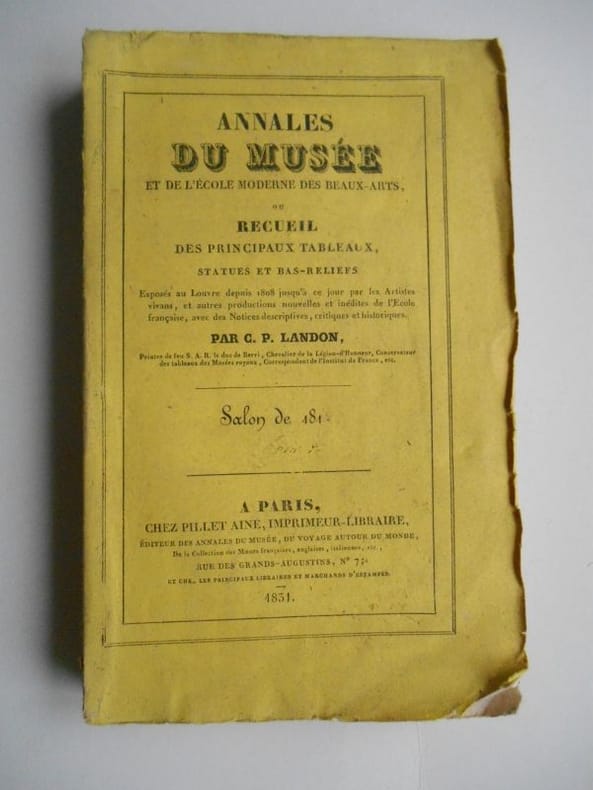 ANNALES
DU MUSÉE
ET DE L'ÉCOLE MODERNE DES BEAUX-ARTS,
OU
RECUEIL
DES PRINCIPAUX TABLEAUX,
STATUES ET BAS-RELIEFS
Exposés au Louvre depuis 1808 jusqu'à ce jour par les Artistes
vivans, et autres productions nouvelles et inédites de l'Ecole
française, avec des Notices descriptives, critiques et historiques.
PAR C. P. LANDON,
Peintre de feu S. A. R. le duc de Berri, Chevalier de la Légion-d'Honneur, Conservateur
des tableaux des Musées royaux, Correspondent de l'Institut de France, etc.
Salon de 181
A PARIS,
CHEZ PILLET AINE, IMPRIMEUR-LIBRAIRE,
ÉDITEUR DES ANNALES DU MUSÉE, DU VOYAGE AUTOUR DU MONDE,
De la Collection des Mœurs françaises, anglaises, italiennes, etc.,
RUE DES GRANDS-AUGUSTINS, N° 7;
ET CHEZ LES PRINCIPAUX LIBRAIRES ET MARCHANDS D'ESTAMPES.
1831.